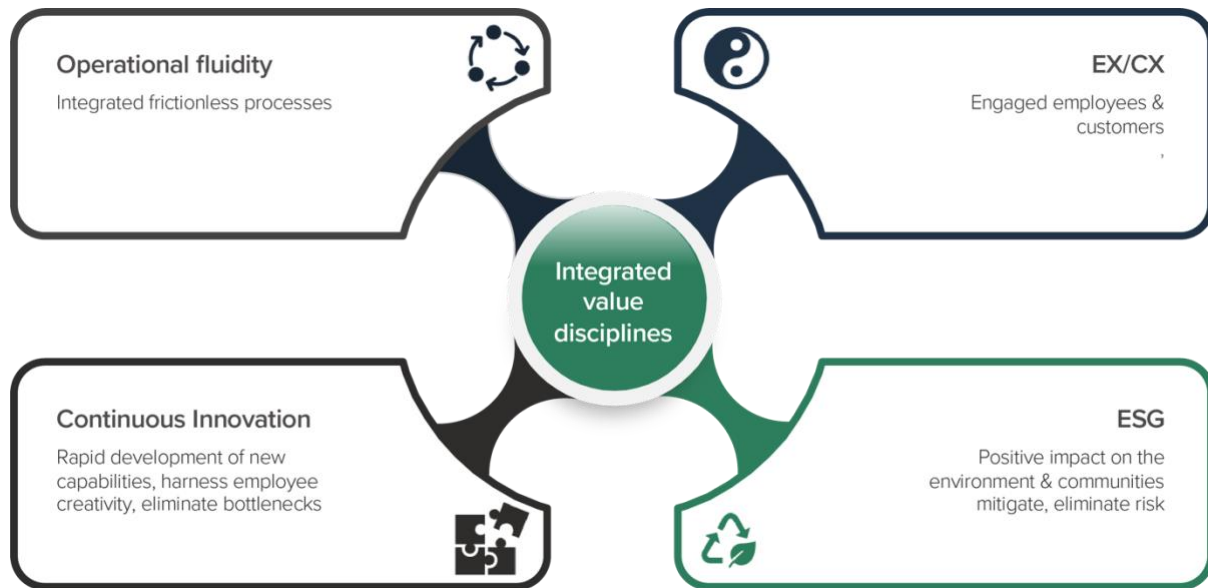 Operational fluidity
Integrated frictionless processes
EX/CX
Engaged employees &
customers
,
Integrated
value
disciplines
Continuous Innovation
Rapid development of new
capabilities, harness employee
creativity, eliminate bottlenecks
ESG
Positive impact on the
environment & communities
mitigate, eliminate risk